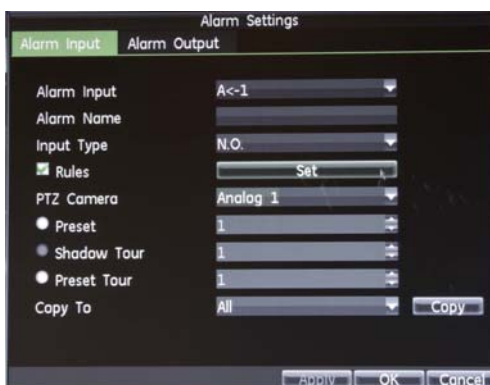 Alarm Settings
Alarm Input Alarm Output
Alarm Input A<-1
Alarm Name
Input Type N.O.
Rules Set
PTZ Camera Analog 1
Preset 1
Shadow Tour 1
Preset Tour 1
Copy To All Copy
Apply OK Cancel